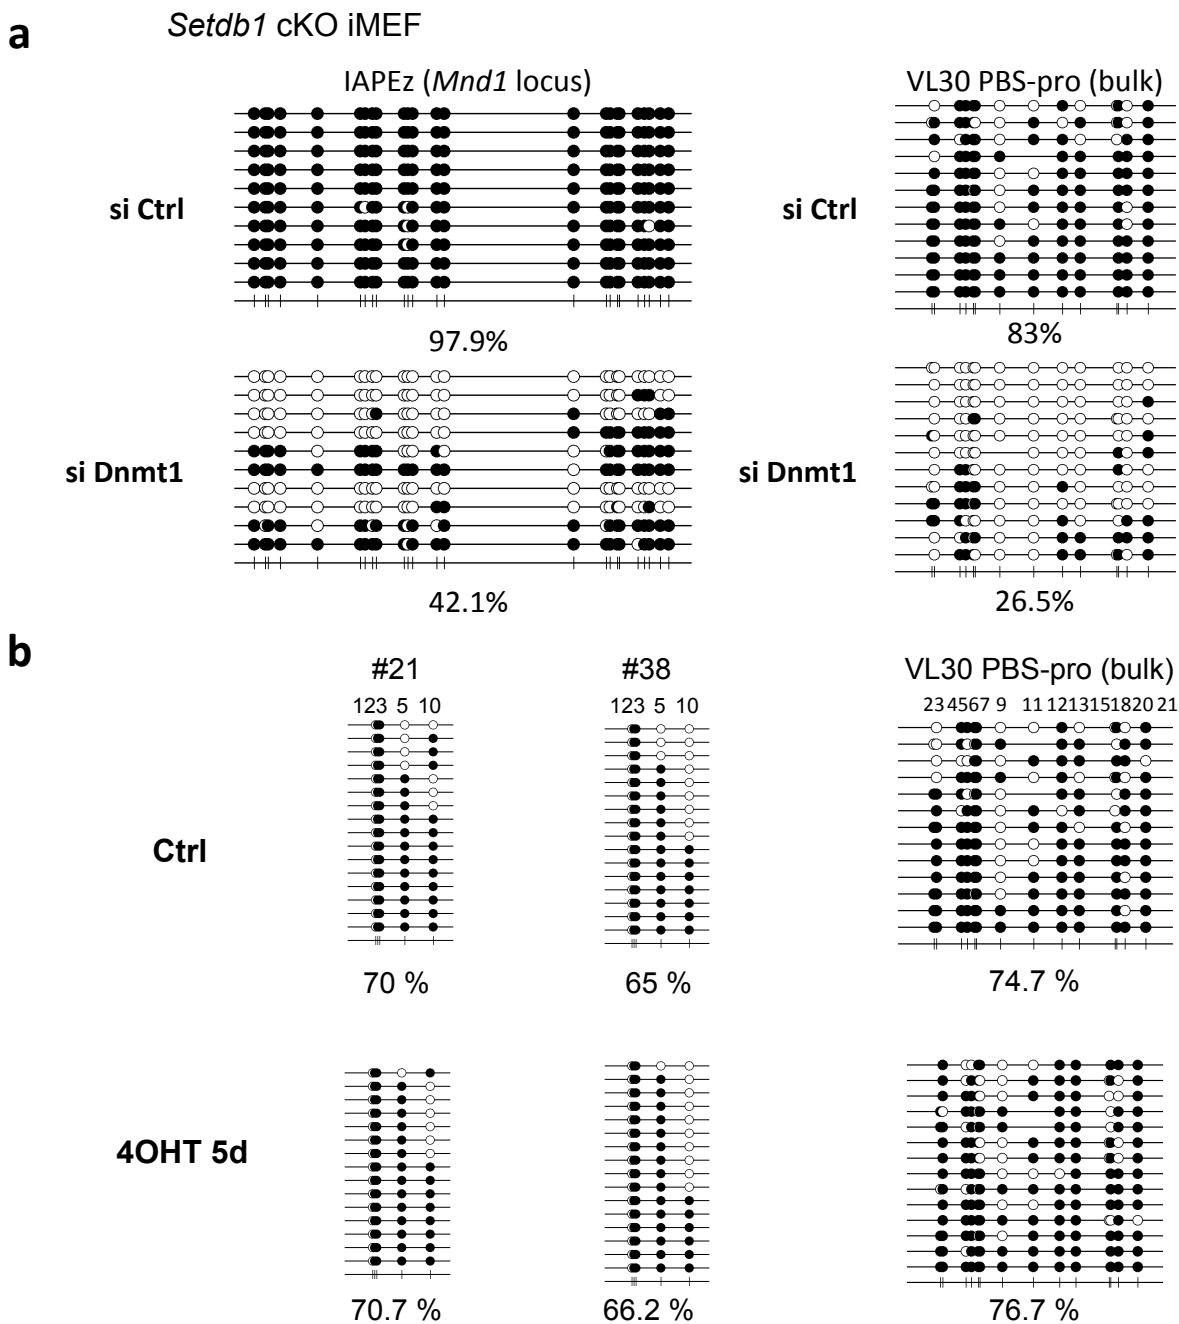 a
Setdb1 cKO iMEF
IAPEz (Mnd1 locus)
VL30 PBS-pro (bulk)
si Ctrl
si Ctrl
97.9%
83%
si Dnmt1
si Dnmt1
42.1%
26.5%
b
#21
#38
VL30 PBS-pro (bulk)
123 5 10
123 5 10
23 4567 9 11 1213151820 21
Ctrl
70 %
65 %
74.7 %
4OHT 5d
70.7 %
66.2 %
76.7 %